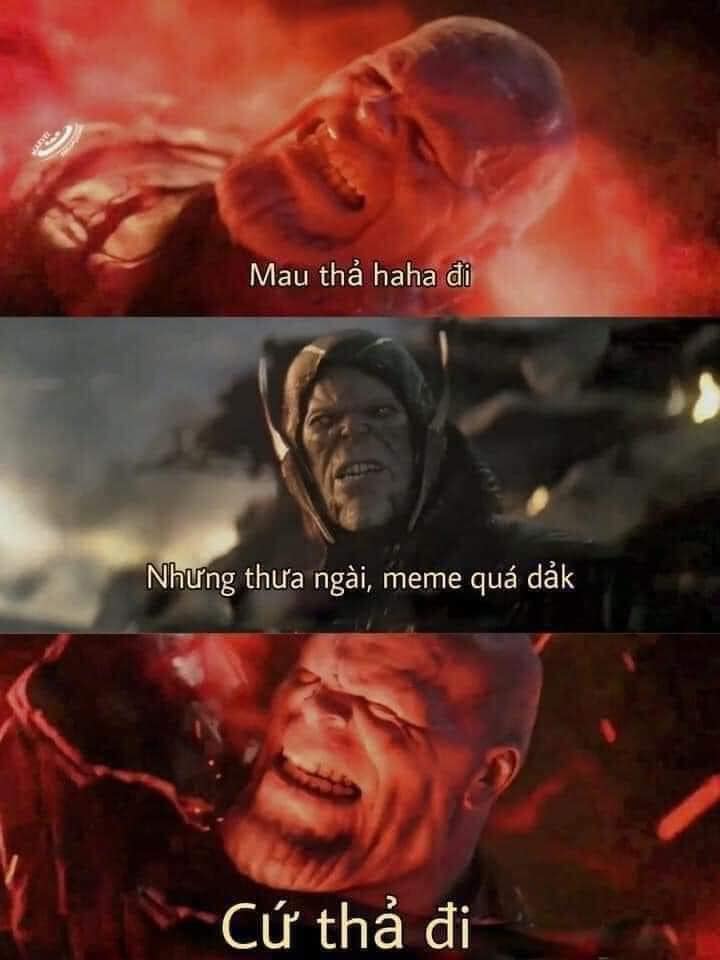 Mau thả haha đi
Nhưng thưa ngài, meme quá dảk
Cứ thả đi